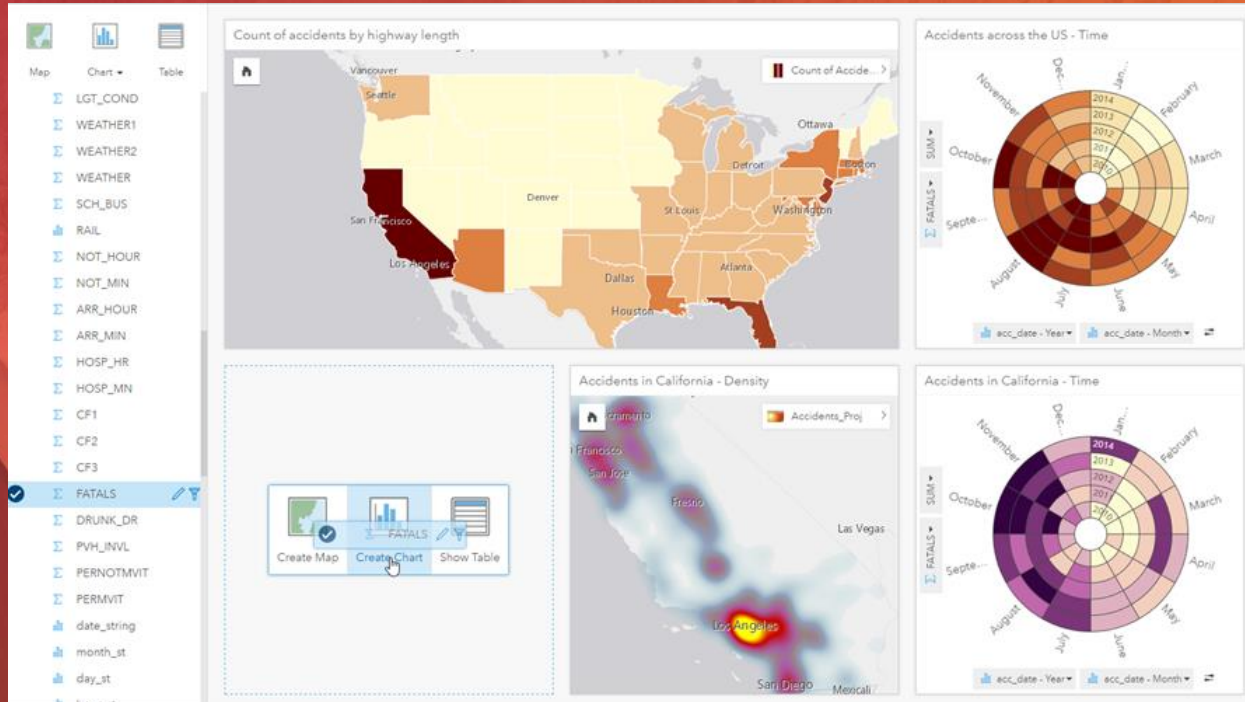 Map
Chart
Table
LGT_COND
WEATHER1
WEATHER2
WEATHER
SCH_BUS
RAIL
NOT_HOUR
NOT_MIN
ARR_HOUR
ARR_MIN
HOSP_HR
HOSP_MN
CF1
CF2
CF3
FATALS
DRUNK_DR
PVH_INVL
PERNOTMVIT
PERMVIT
date_string
month_st
day_st
Count of accidents by highway length
Count of Accide...
Vancouver
Seattle
Ottawa
Detroit
Boston
Denver
St Louis
Washington
San Francisco
Los Angeles
Dallas
Atlanta
Houston
Accidents across the US - Time
Dec...
Jan...
November
February
October
March
Septe...
April
August
May
July
June
2014
2013
2012
2011
2010
SUM
Σ FATALS
acc_date - Year
acc_date - Month
FATALS
Create Map
Create Chart
Show Table
Accidents in California - Density
Accidents_Proj
San Jose
Fresno
Las Vegas
Los Angeles
San Diego
Mexicali
Accidents in California - Time
Dec...
Jan...
November
February
October
March
Septe...
April
August
May
July
June
2014
2013
2012
2011
2010
SUM
Σ FATALS
acc_date - Year
acc_date - Month